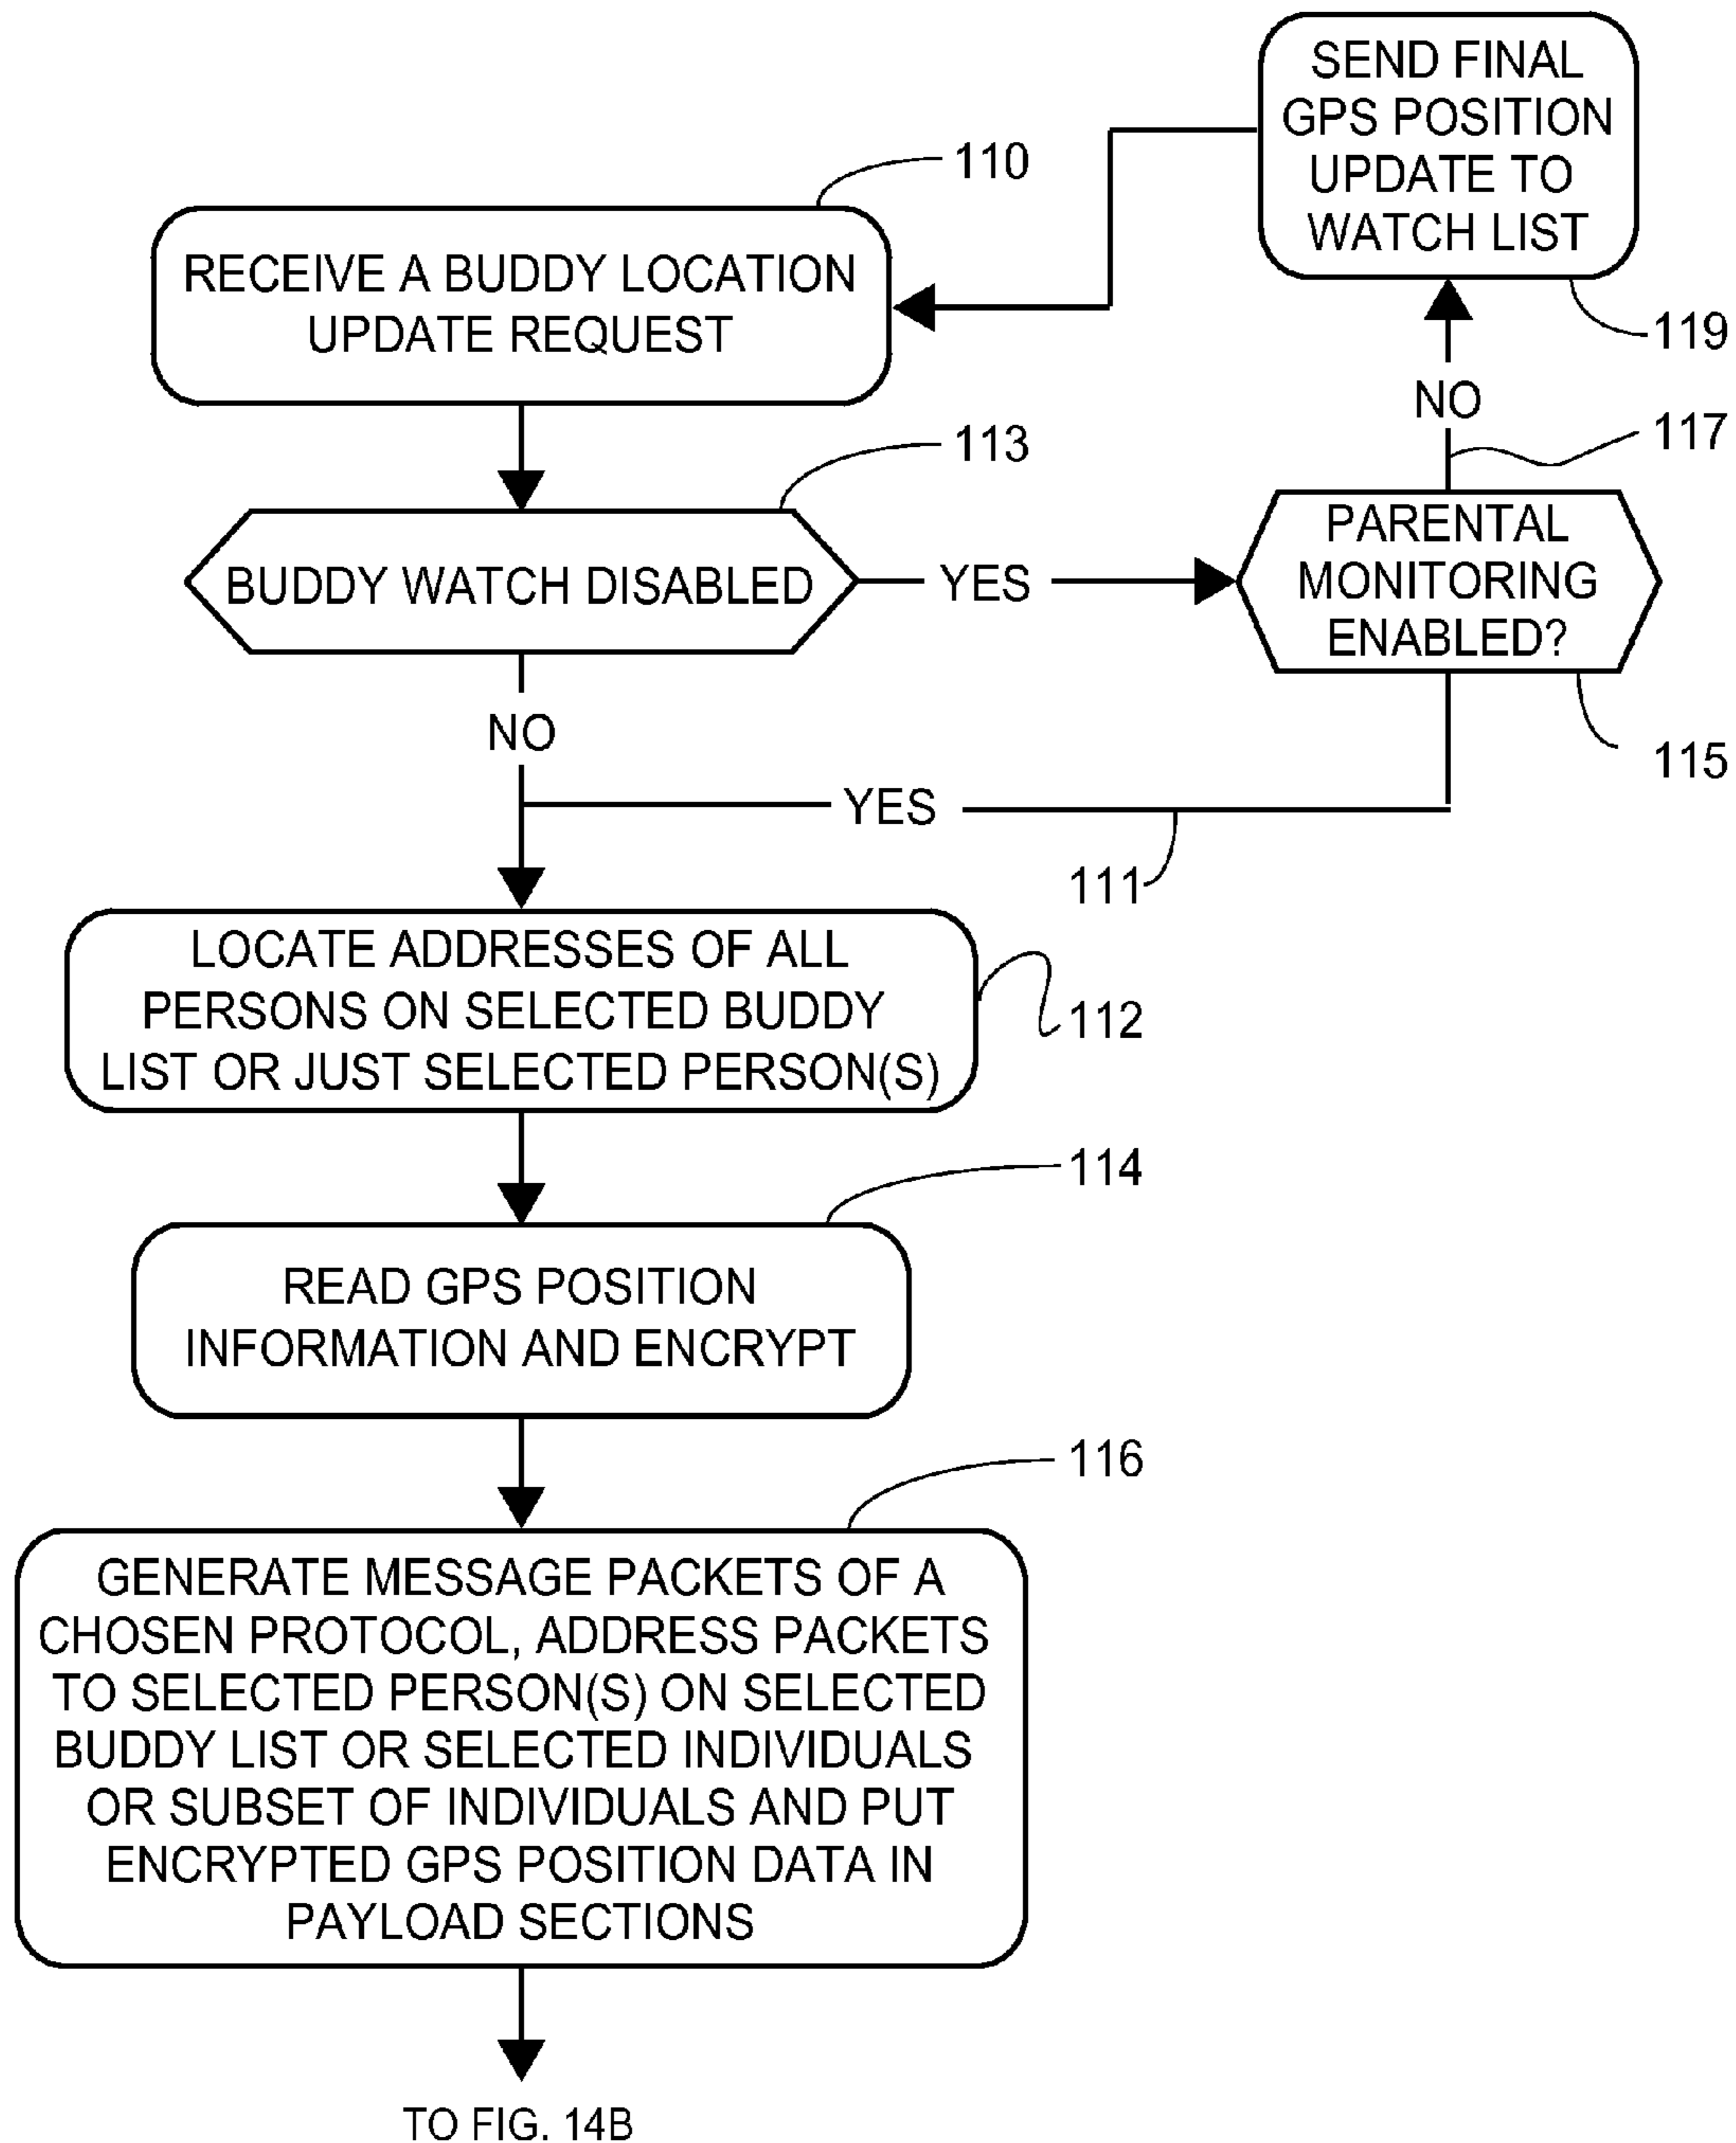 SEND FINAL
GPS POSITION
UPDATE TO
WATCH LIST
119
110
RECEIVE A BUDDY LOCATION
UPDATE REQUEST
NO
117
113
BUDDY WATCH DISABLED
YES
PARENTAL
MONITORING
ENABLED?
115
NO
YES
111
LOCATE ADDRESSES OF ALL
PERSONS ON SELECTED BUDDY
LIST OR JUST SELECTED PERSON(S)
112
114
READ GPS POSITION
INFORMATION AND ENCRYPT
116
GENERATE MESSAGE PACKETS OF A
CHOSEN PROTOCOL, ADDRESS PACKETS
TO SELECTED PERSON(S) ON SELECTED
BUDDY LIST OR SELECTED INDIVIDUALS
OR SUBSET OF INDIVIDUALS AND PUT
ENCRYPTED GPS POSITION DATA IN
PAYLOAD SECTIONS
TO FIG. 14B